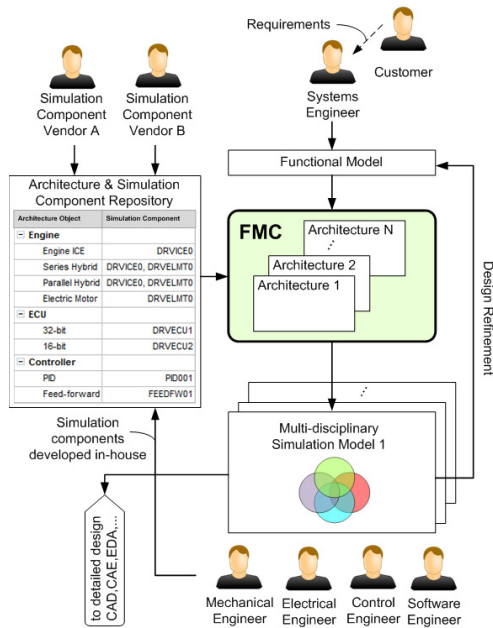 Requirements
Customer
Simulation
Component
Vendor A
Simulation
Component
Vendor B
Systems
Engineer
Functional Model
Architecture & Simulation
Component Repository
Architecture Object Simulation Component
Engine
Engine ICE DRVICE0
Series Hybrid DRVICE0, DRVELMT0
Parallel Hybrid DRVICE0, DRVELMT0
Electric Motor DRVELMT0
ECU
32-bit DRVECU1
16-bit DRVECU2
Controller
PID PID001
Feed-forward FEEDFW01
FMC
Architecture N
⋮
Architecture 2
Architecture 1
Design Refinement
Simulation
components
developed in-house
⋮
Multi-disciplinary
Simulation Model 1
to detailed design
CAD,CAE,EDA,...
Mechanical
Engineer
Electrical
Engineer
Control
Engineer
Software
Engineer